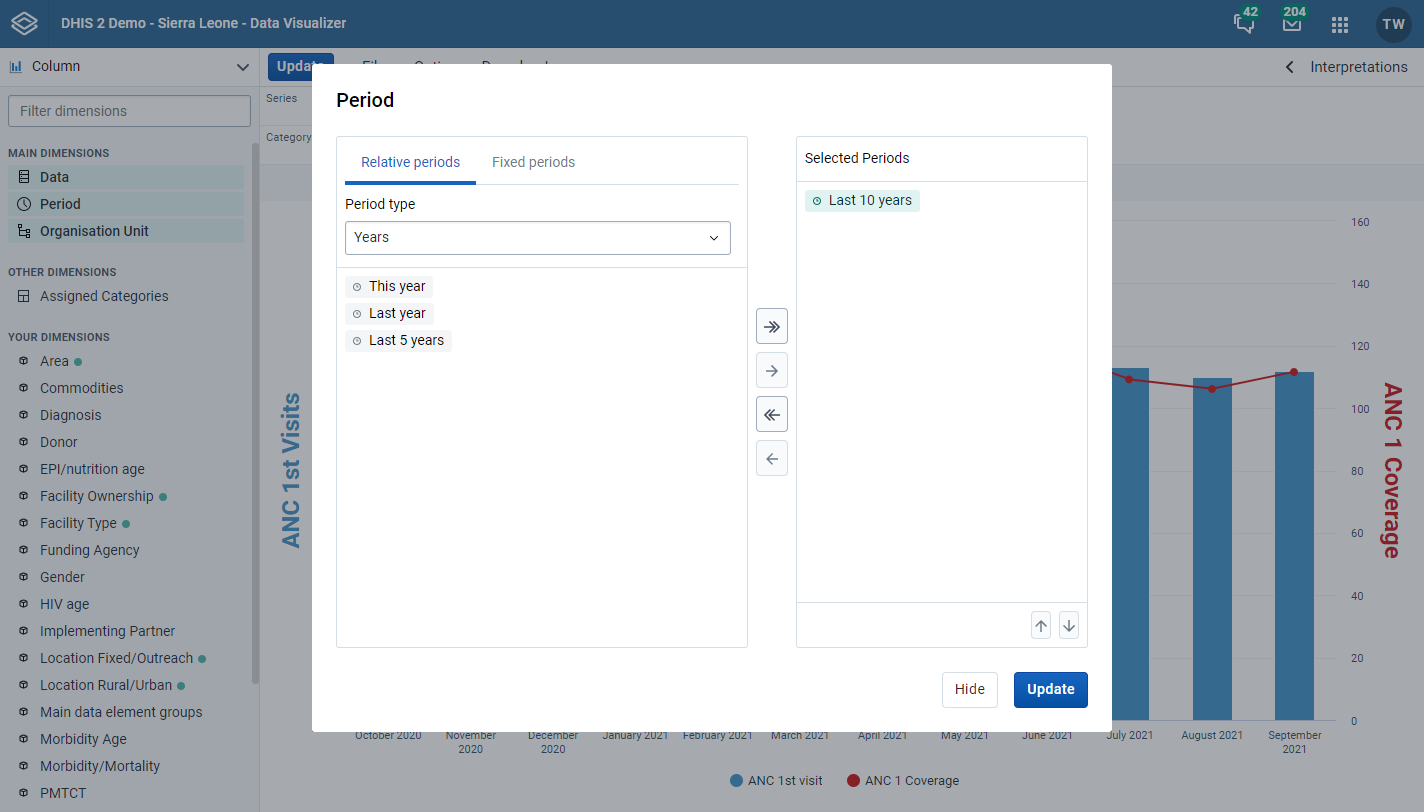 DHIS 2 Demo - Sierra Leone - Data Visualizer
42
204
TW
Column
Update
Interpretations
Filter dimensions
Series
Category
MAIN DIMENSIONS
Data
Period
Organisation Unit
OTHER DIMENSIONS
Assigned Categories
YOUR DIMENSIONS
Area
Commodities
Diagnosis
Donor
EPI/nutrition age
Facility Ownership
Facility Type
Funding Agency
Gender
HIV age
Implementing Partner
Location Fixed/Outreach
Location Rural/Urban
Main data element groups
Morbidity Age
Morbidity/Mortality
PMTCT
Period
Relative periods
Fixed periods
Period type
Years
This year
Last year
Last 5 years
Selected Periods
Last 10 years
Hide
Update
ANC 1st Visits
160
140
120
100
80
60
40
20
0
ANC 1 Coverage
October 2020
November 2020
December 2020
January 2021
February 2021
March 2021
April 2021
May 2021
June 2021
July 2021
August 2021
September 2021
ANC 1st visit
ANC 1 Coverage